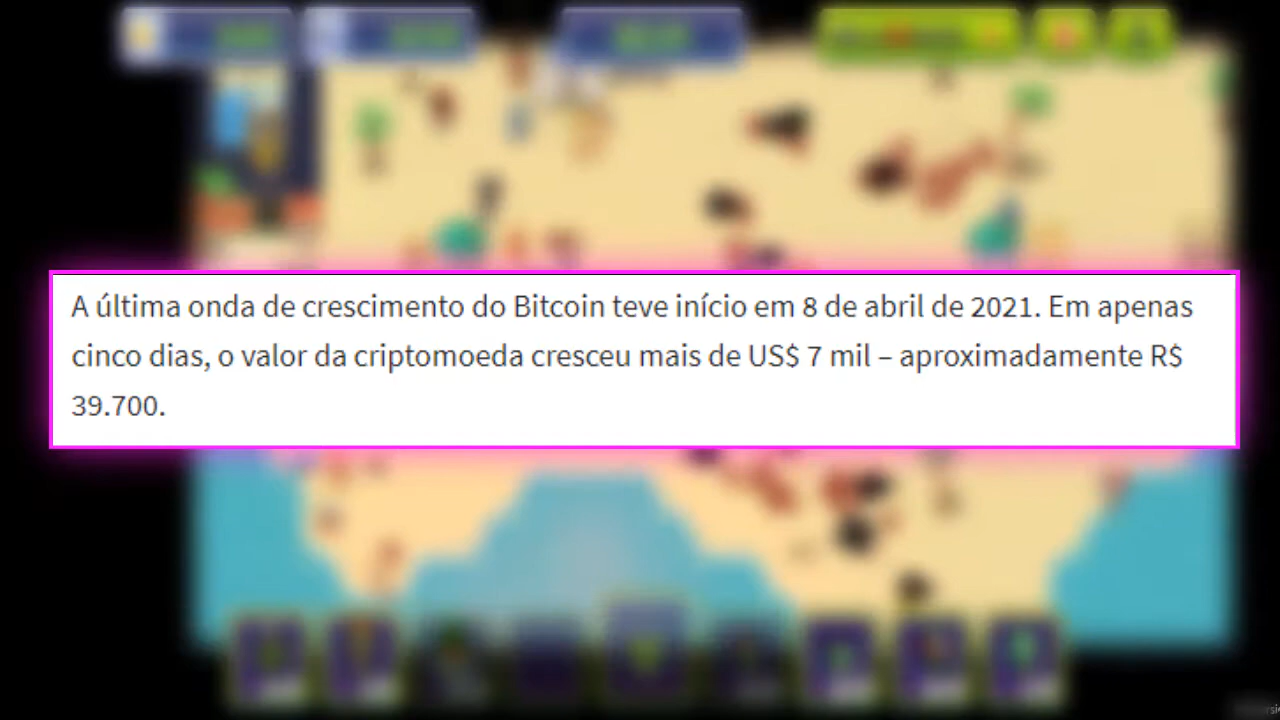 A última onda de crescimento do Bitcoin teve início em 8 de abril de 2021. Em apenas
cinco dias, o valor da criptomoeda cresceu mais de US$ 7 mil – aproximadamente R$
39.700.